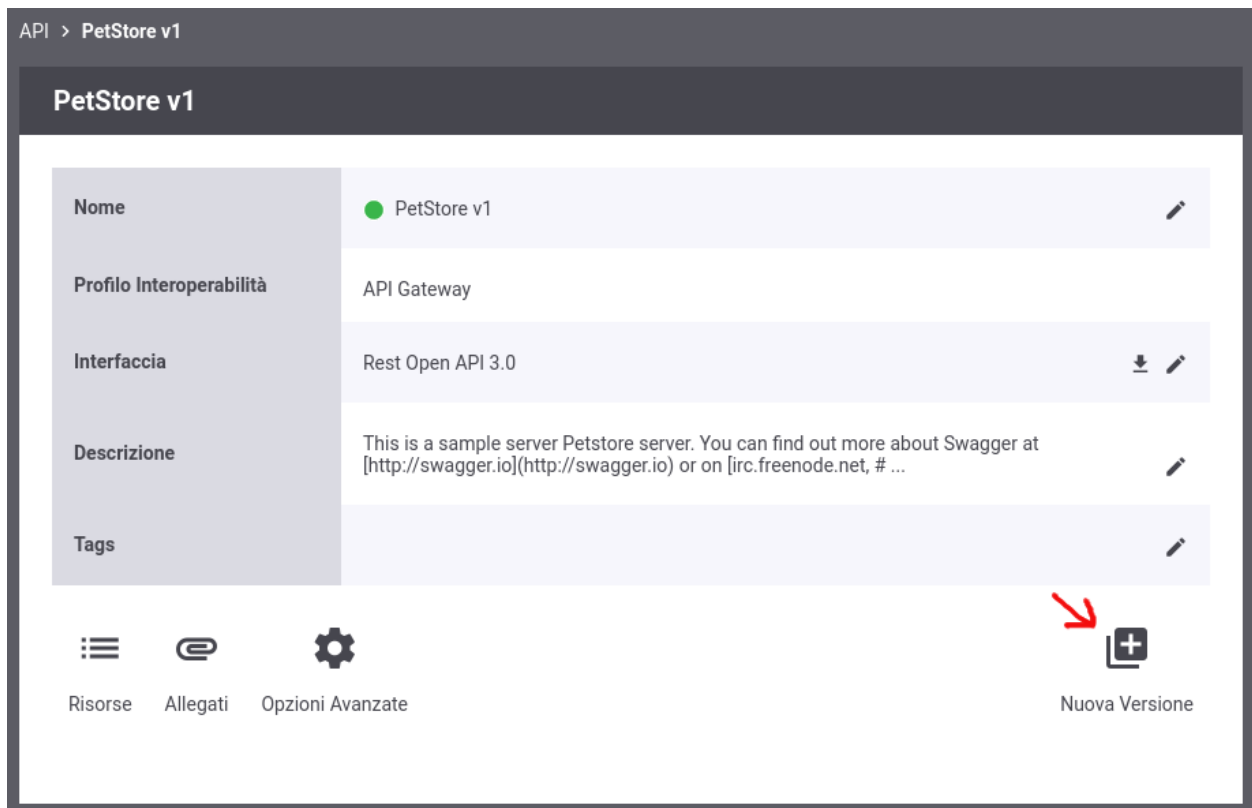 API > PetStore v1
PetStore v1
Nome
PetStore v1
Profilo Interoperabilità
API Gateway
Interfaccia
Rest Open API 3.0
Descrizione
This is a sample server Petstore server. You can find out more about Swagger at
[http://swagger.io](http://swagger.io) or on [irc.freenode.net, # ...
Tags
Risorse
Allegati
Opzioni Avanzate
Nuova Versione